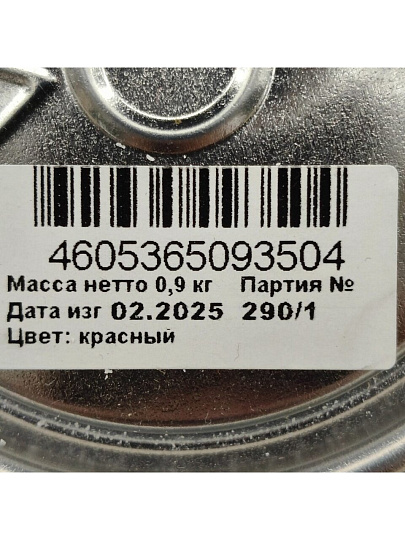 4605365093504
Масса нетто 0,9 кг Партия №
Дата изг 02.2025 290/1
Цвет: красный